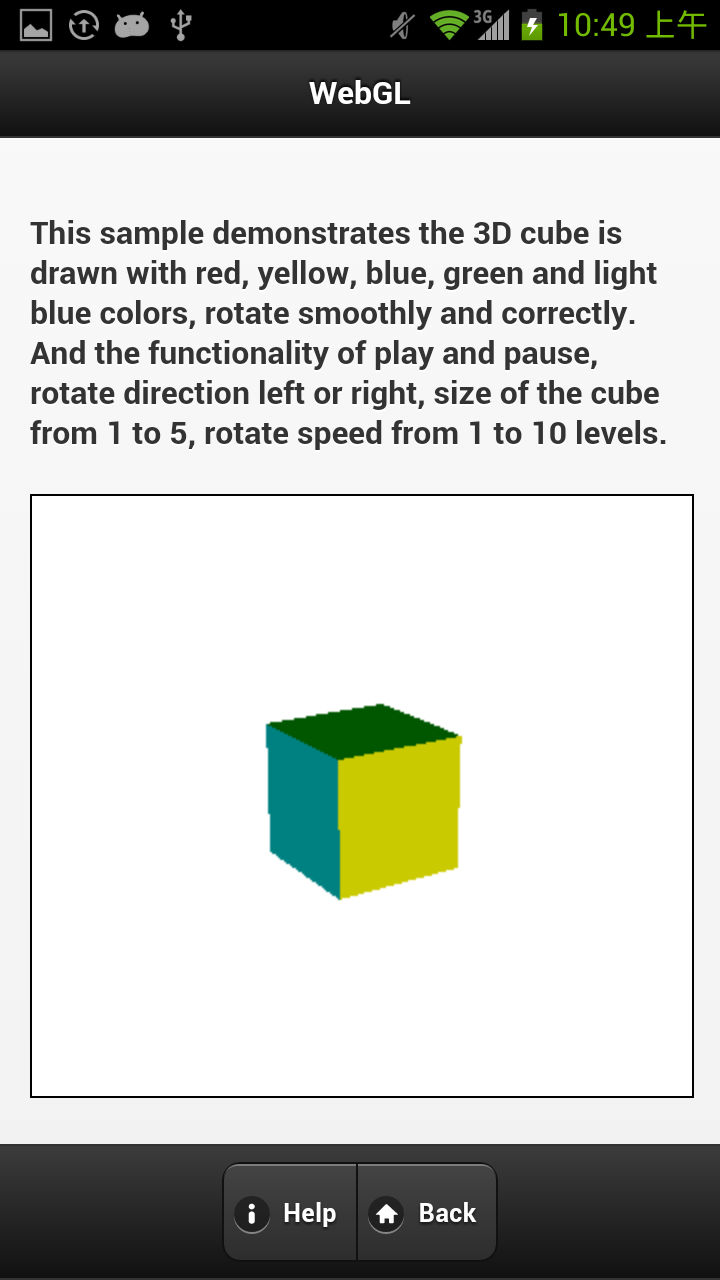 3G 10:49 上午
WebGL
This sample demonstrates the 3D cube is
drawn with red, yellow, blue, green and light
blue colors, rotate smoothly and correctly.
And the functionality of play and pause,
rotate direction left or right, size of the cube
from 1 to 5, rotate speed from 1 to 10 levels.
Help Back